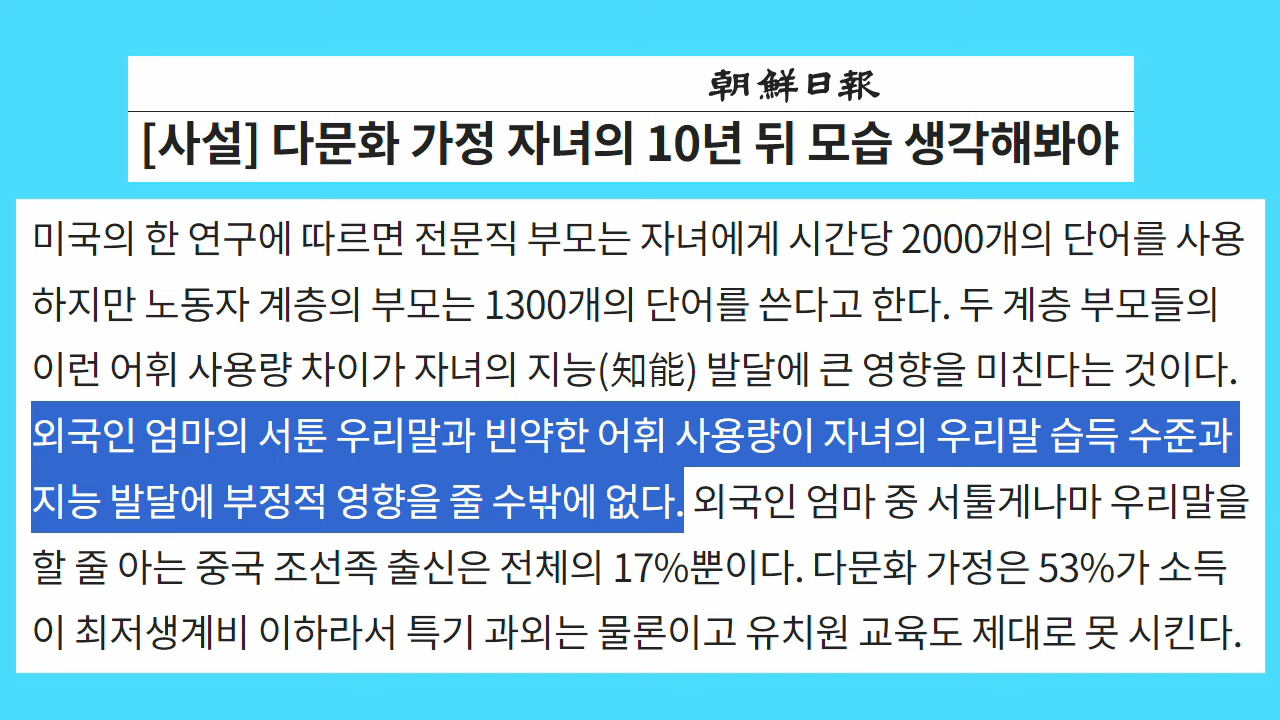 朝鮮日報
[사설] 다문화 가정 자녀의 10년 뒤 모습 생각해봐야
미국의 한 연구에 따르면 전문직 부모는 자녀에게 시간당 2000개의 단어를 사용
하지만 노동자 계층의 부모는 1300개의 단어를 쓴다고 한다. 두 계층 부모들의
이런 어휘 사용량 차이가 자녀의 지능(知能) 발달에 큰 영향을 미친다는 것이다.
외국인 엄마의 서툰 우리말과 빈약한 어휘 사용량이 자녀의 우리말 습득 수준과
지능 발달에 부정적 영향을 줄 수밖에 없다. 외국인 엄마 중 서툴게나마 우리말을
할 줄 아는 중국 조선족 출신은 전체의 17%뿐이다. 다문화 가정은 53%가 소득
이 최저생계비 이하라서 특기 과외는 물론이고 유치원 교육도 제대로 못 시킨다.